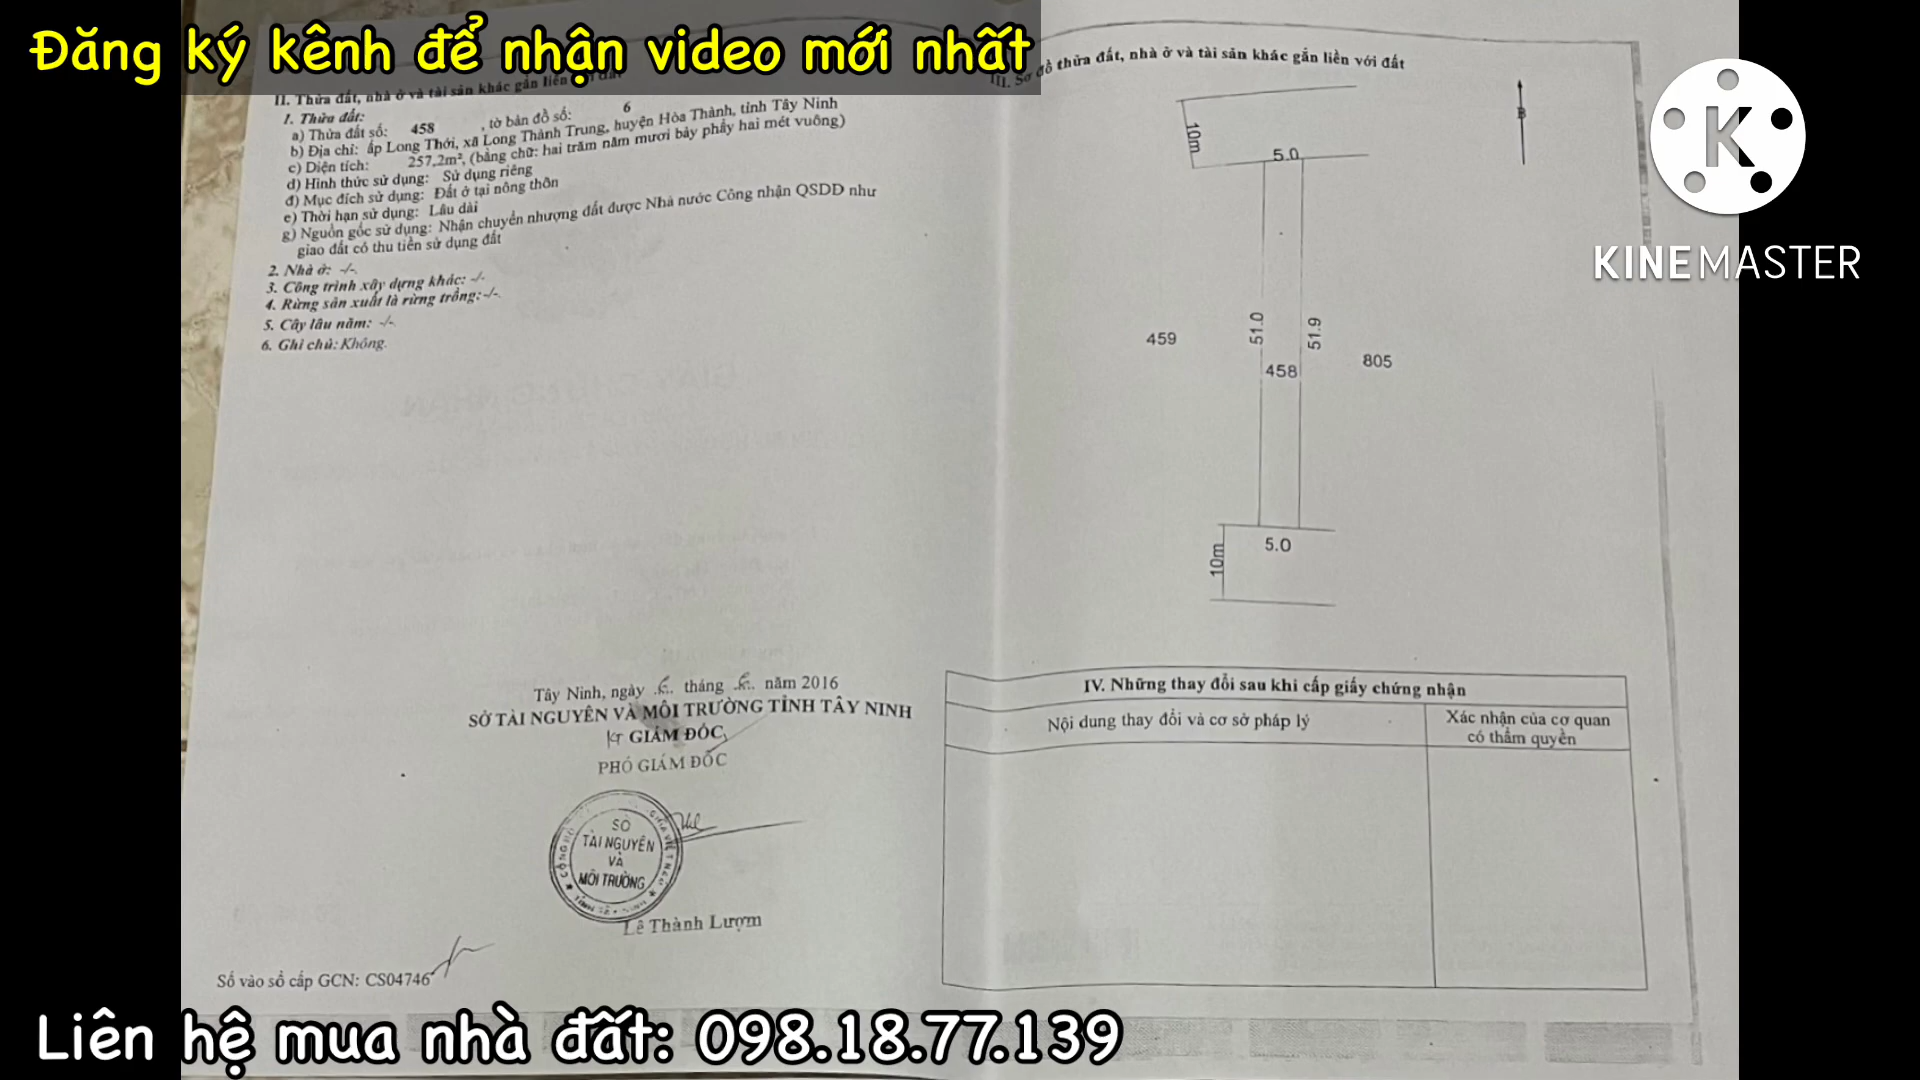 Đăng ký kênh để nhận video mới nhất
II. Thửa đất, nhà ở và tài sản khác gắn liền với đất
1. Thửa đất:
a) Thửa đất số: 458 , tờ bản đồ số: 6
b) Địa chỉ: ấp Long Thới, xã Long Thành Trung, huyện Hòa Thành, tỉnh Tây Ninh
c) Diện tích: 257,2m², (bằng chữ: hai trăm năm mươi bảy phẩy hai mét vuông)
d) Hình thức sử dụng: Sử dụng riêng
đ) Mục đích sử dụng: Đất ở tại nông thôn
e) Thời hạn sử dụng: Lâu dài
g) Nguồn gốc sử dụng: Nhận chuyển nhượng đất được Nhà nước Công nhận QSDĐ như
giao đất có thu tiền sử dụng đất
2. Nhà ở: -/-
3. Công trình xây dựng khác: -/-
4. Rừng sản xuất là rừng trồng:-/-
5. Cây lâu năm: -/-
6. Ghi chú: Không.
Tây Ninh, ngày tháng năm 2016
SỞ TÀI NGUYÊN VÀ MÔI TRƯỜNG TỈNH TÂY NINH
KT GIÁM ĐỐC
PHÓ GIÁM ĐỐC
SỞ
TÀI NGUYÊN
VÀ
MÔI TRƯỜNG
Lê Thành Lượm
Số vào sổ cấp GCN: CS04746
III. Sơ đồ thửa đất, nhà ở và tài sản khác gắn liền với đất
10m
5.0
B
459
51.0
51.9
458
805
5.0
10m
IV. Những thay đổi sau khi cấp giấy chứng nhận
Nội dung thay đổi và cơ sở pháp lý
Xác nhận của cơ quan
có thẩm quyền
K
KINEMASTER
Liên hệ mua nhà đất: 098.18.77.139